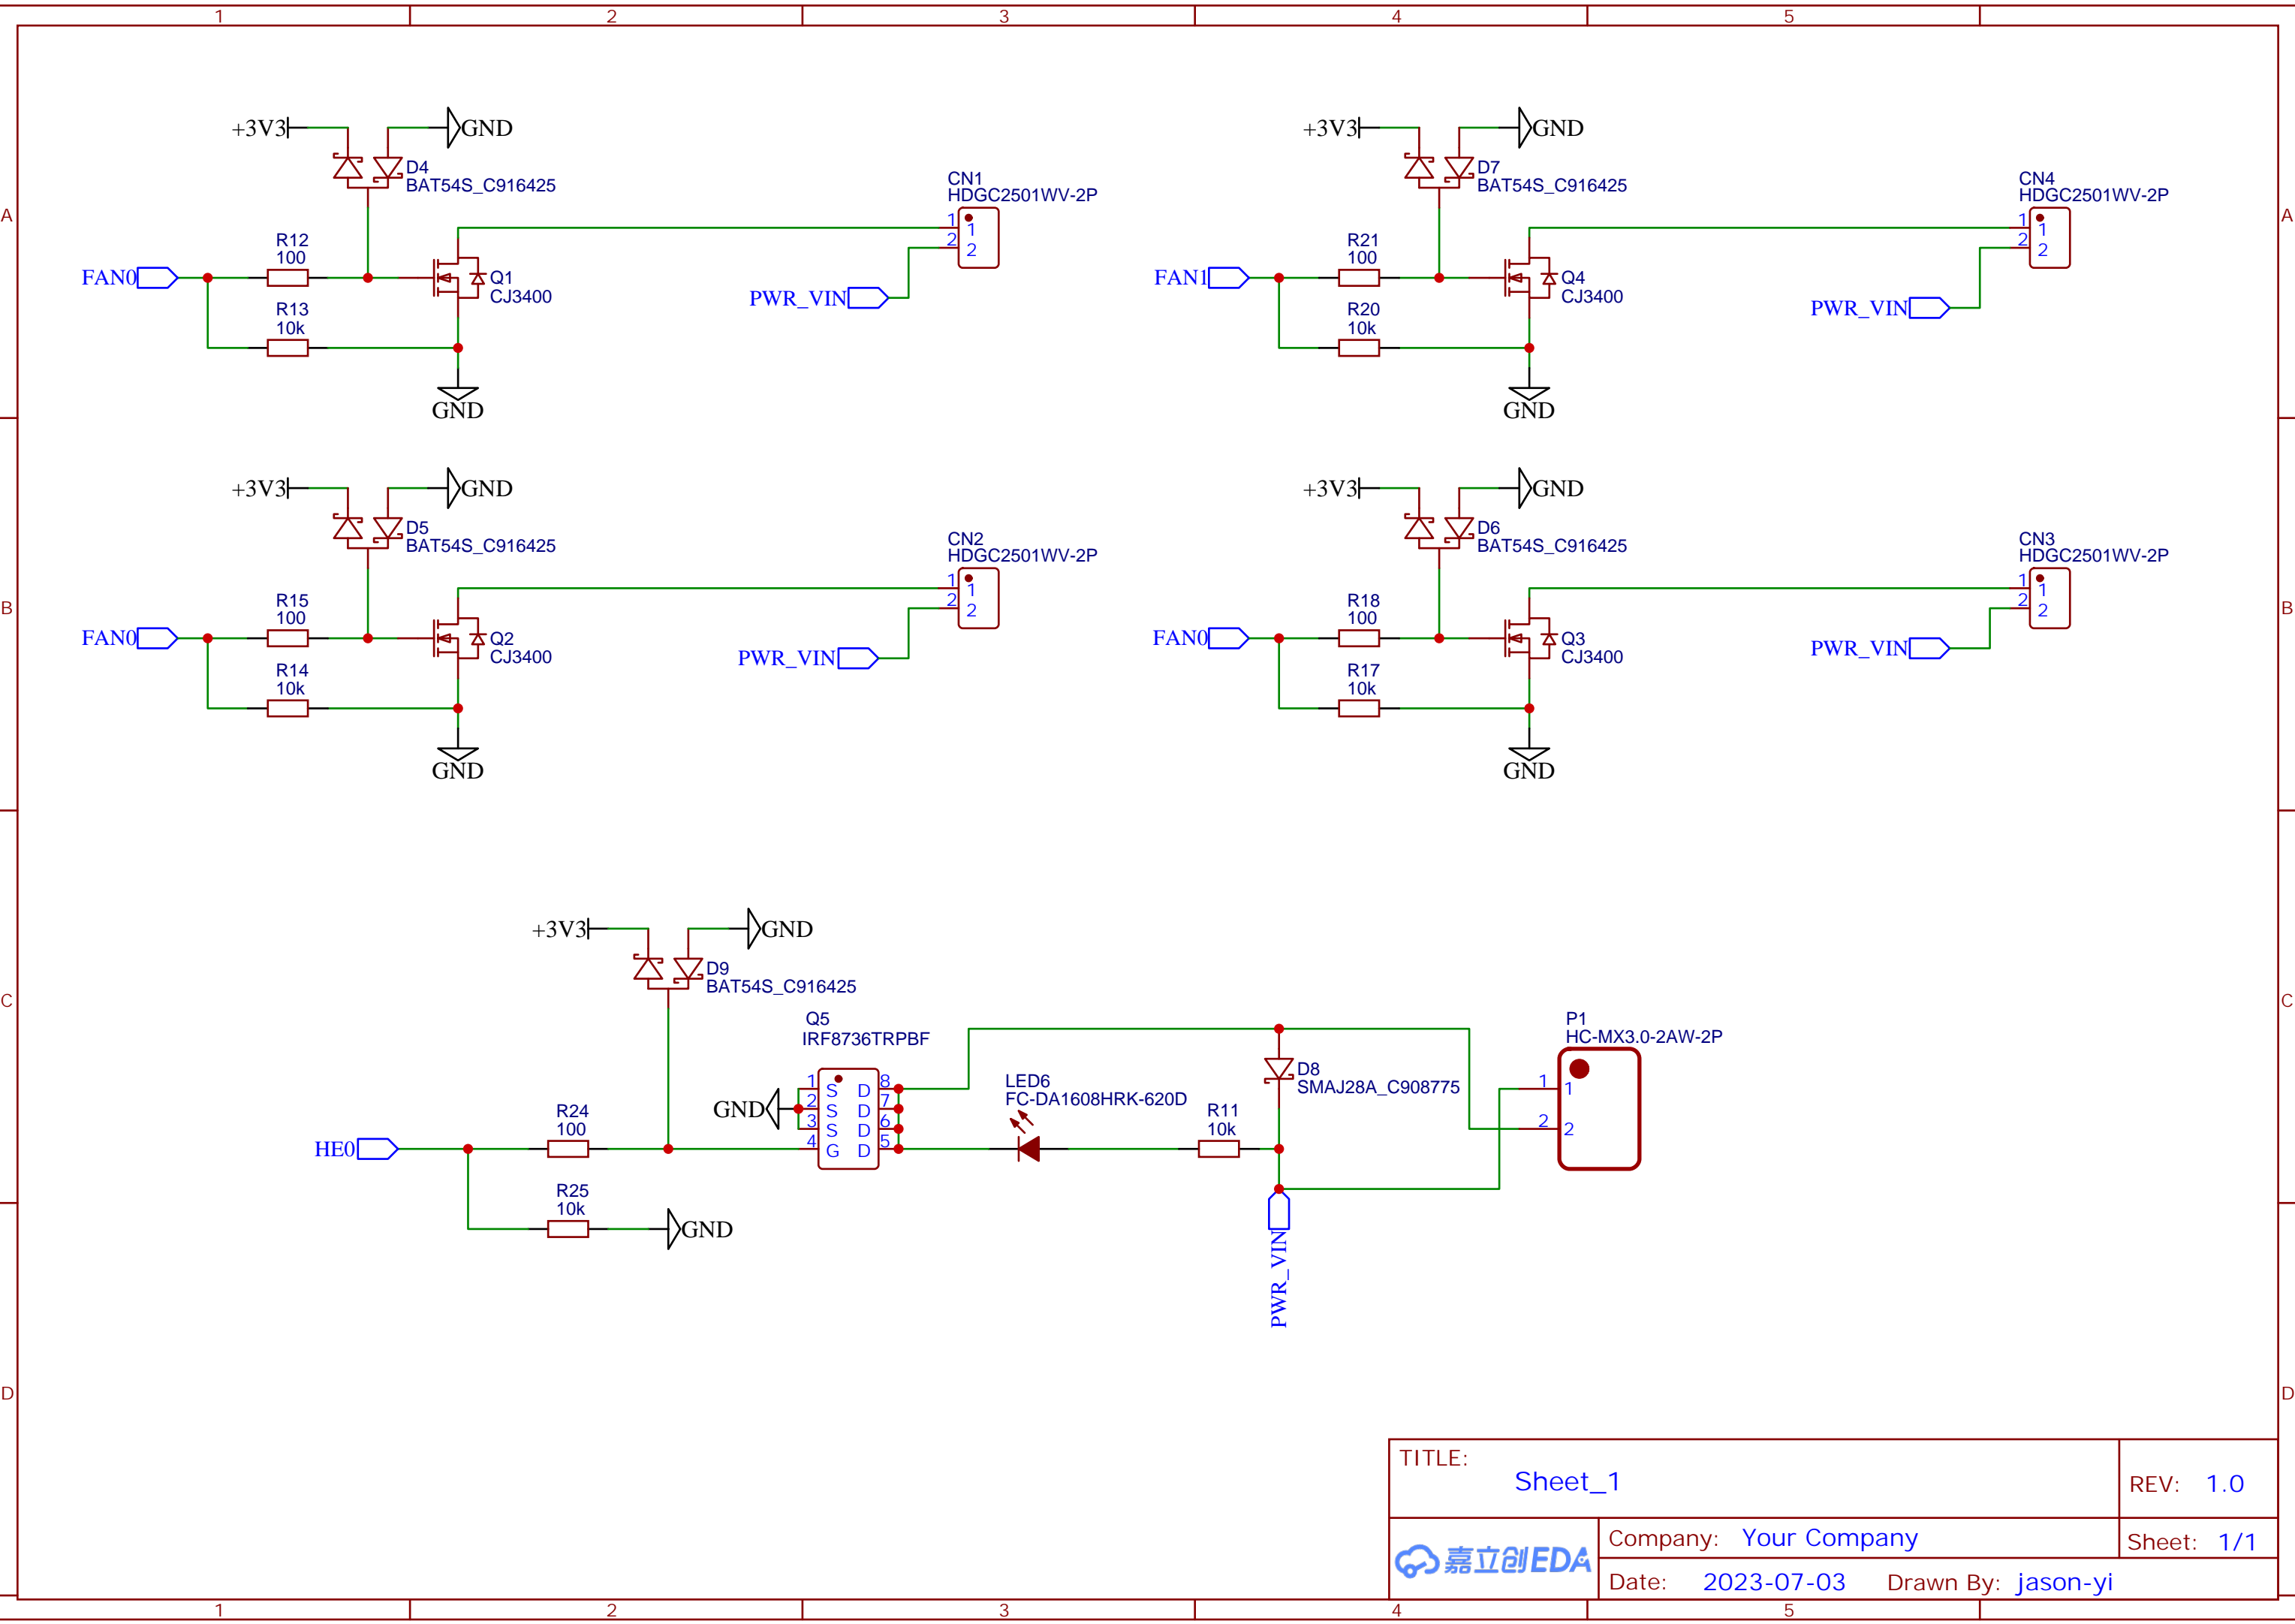 1 2 3 4 5
A A
B B
C C
D D
1 2 3 4 5
+3V3 GND
D4
BAT54S_C916425
CN1
HDGC2501WV-2P
1 1
2 2
R12
100
FAN0
Q1
CJ3400
PWR_VIN
R13
10k
GND
+3V3 GND
D7
BAT54S_C916425
CN4
HDGC2501WV-2P
1 1
2 2
R21
100
FAN1
Q4
CJ3400
PWR_VIN
R20
10k
GND
+3V3 GND
D5
BAT54S_C916425
CN2
HDGC2501WV-2P
1 1
2 2
R15
100
FAN0
Q2
CJ3400
PWR_VIN
R14
10k
GND
+3V3 GND
D6
BAT54S_C916425
CN3
HDGC2501WV-2P
1 1
2 2
R18
100
FAN0
Q3
CJ3400
PWR_VIN
R17
10k
GND
+3V3 GND
D9
BAT54S_C916425
Q5
IRF8736TRPBF
1 S D 8
GND 2 S D 7
3 S D 6
4 G D 5
R24
100
HE0
R25
10k
GND
LED6
FC-DA1608HRK-620D
R11
10k
D8
SMAJ28A_C908775
PWR_VIN
P1
HC-MX3.0-2AW-2P
1 1
2 2
TITLE:
Sheet_1
REV: 1.0
嘉立创EDA
Company: Your Company
Sheet: 1/1
Date: 2023-07-03 Drawn By: jason-yi